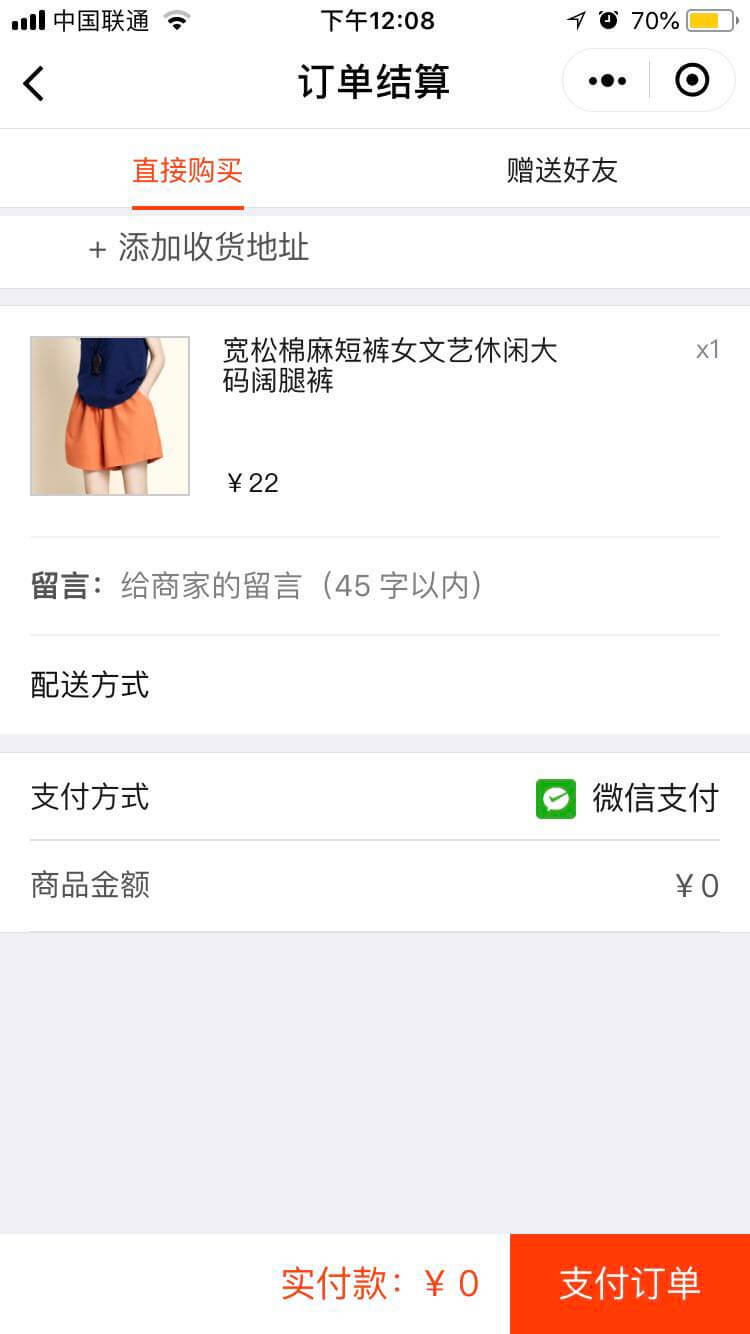 中国联通
下午12:08
70%
订单结算
直接购买
赠送好友
+ 添加收货地址
宽松棉麻短裤女文艺休闲大
x1
码阔腿裤
¥ 22
留言：给商家的留言（45 字以内）
配送方式
支付方式
微信支付
商品金额
¥ 0
实付款：¥ 0
支付订单